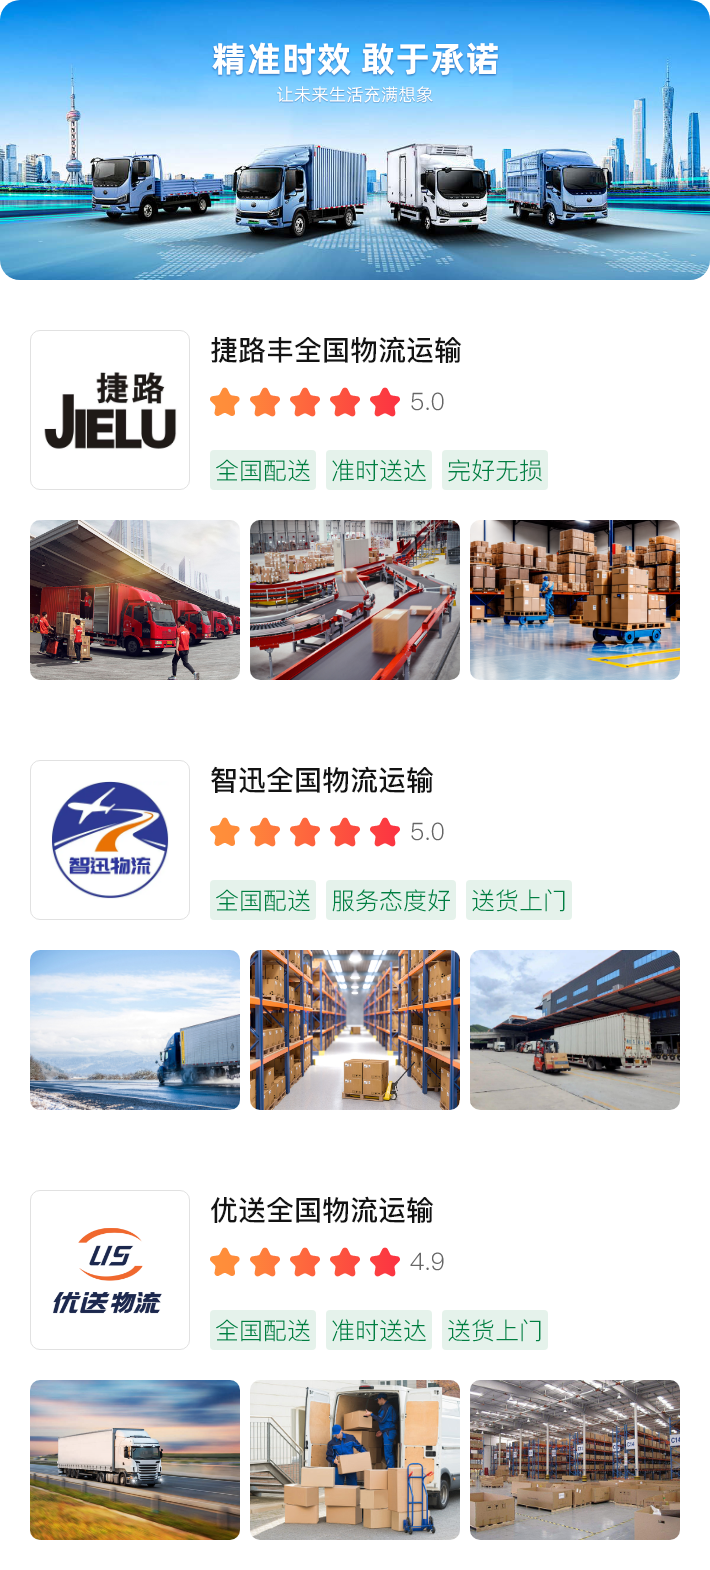 精准时效 敢于承诺
让未来生活充满想象
捷路
JIELU
捷路丰全国物流运输
5.0
全国配送 准时送达 完好无损
智迅物流
智迅全国物流运输
5.0
全国配送 服务态度好 送货上门
US
优送物流
优送全国物流运输
4.9
全国配送 准时送达 送货上门
C14